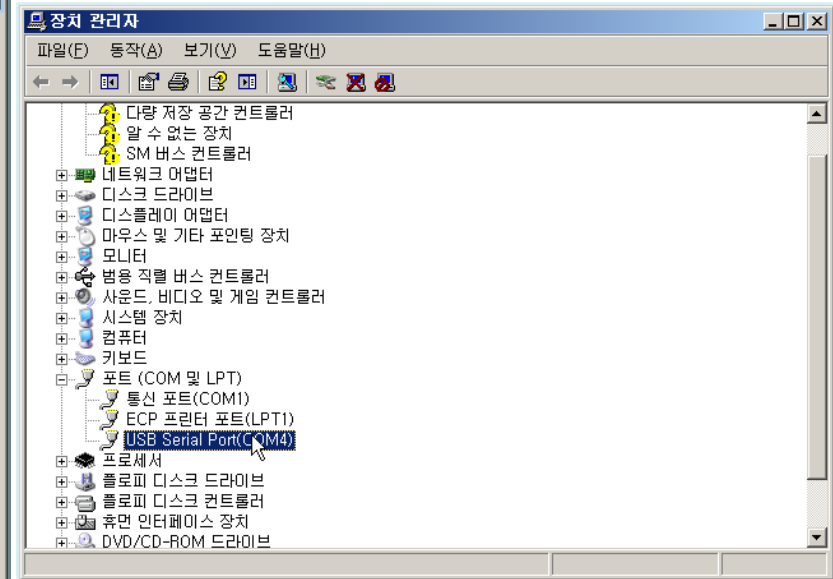 장치 관리자
파일(F) 동작(A) 보기(V) 도움말(H)
다량 저장 공간 컨트롤러
알 수 없는 장치
SM 버스 컨트롤러
네트워크 어댑터
디스크 드라이브
디스플레이 어댑터
마우스 및 기타 포인팅 장치
모니터
범용 직렬 버스 컨트롤러
사운드, 비디오 및 게임 컨트롤러
시스템 장치
컴퓨터
키보드
포트 (COM 및 LPT)
통신 포트(COM1)
ECP 프린터 포트(LPT1)
USB Serial Port(COM4)
프로세서
플로피 디스크 드라이브
플로피 디스크 컨트롤러
휴먼 인터페이스 장치
DVD/CD-ROM 드라이브